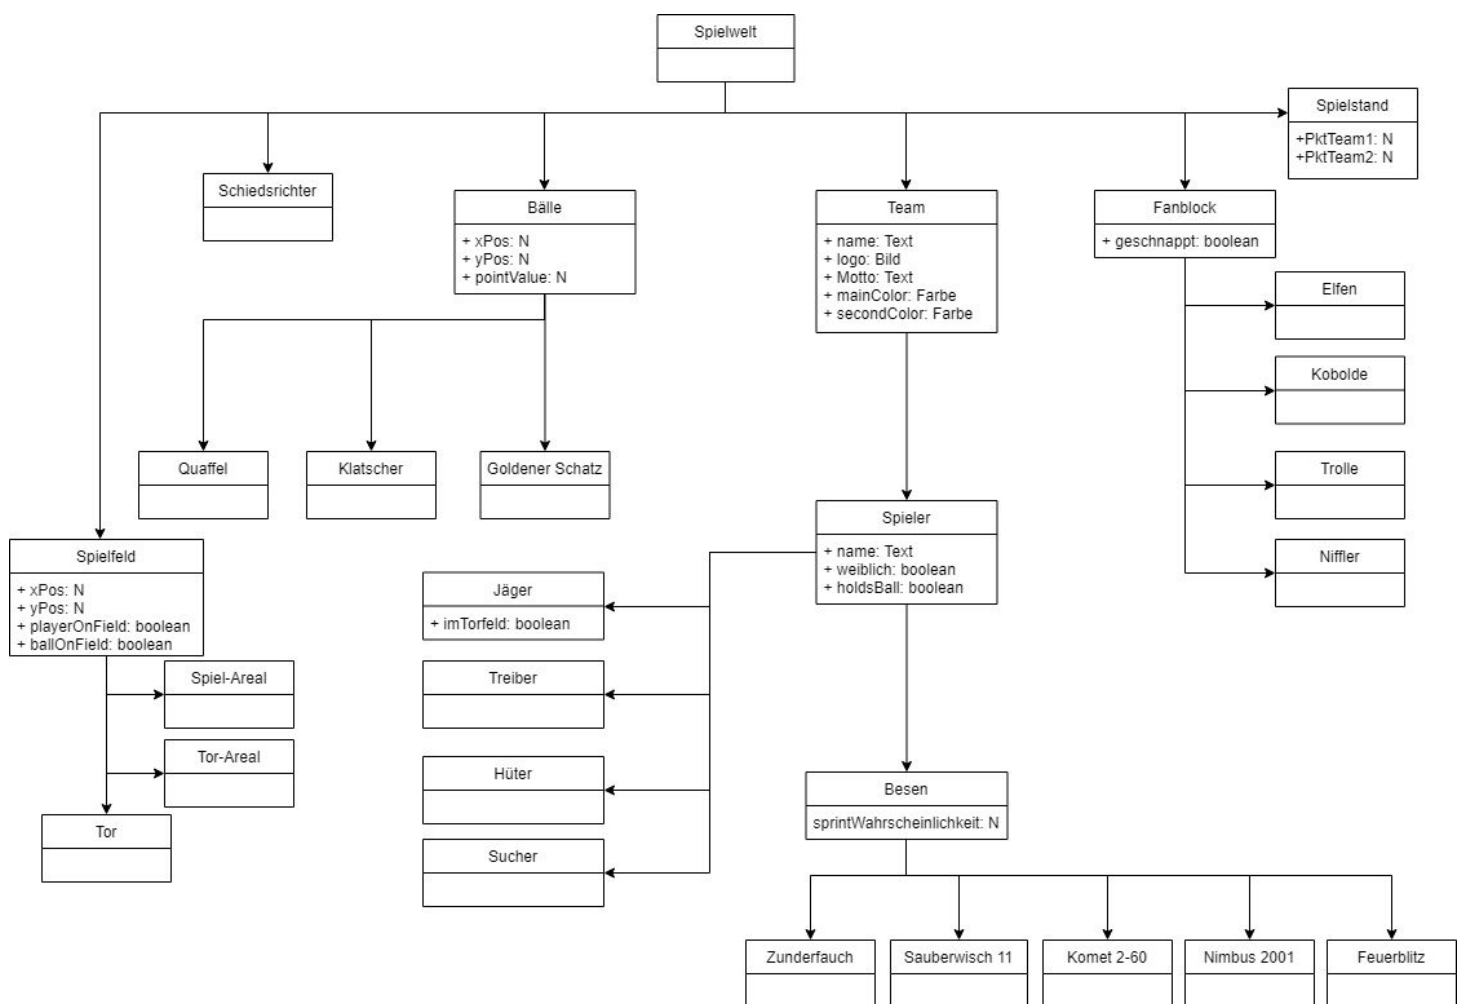 Spielwelt
Spielstand
+PktTeam1: N
+PktTeam2: N
Schiedsrichter
Bälle
+ xPos: N
+ yPos: N
+ pointValue: N
Team
+ name: Text
+ logo: Bild
+ Motto: Text
+ mainColor: Farbe
+ secondColor: Farbe
Fanblock
+ geschnappt: boolean
Elfen
Kobolde
Trolle
Niffler
Quaffel
Klatscher
Goldener Schatz
Spielfeld
+ xPos: N
+ yPos: N
+ playerOnField: boolean
+ ballOnField: boolean
Spiel-Areal
Tor-Areal
Tor
Spieler
+ name: Text
+ weiblich: boolean
+ holdsBall: boolean
Jäger
+ imTorfeld: boolean
Treiber
Hüter
Sucher
Besen
sprintWahrscheinlichkeit: N
Zunderfauch
Sauberwisch 11
Komet 2-60
Nimbus 2001
Feuerblitz